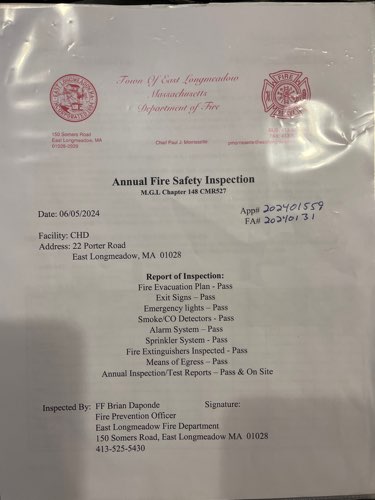 Town Of East Longmeadow
Massachusetts
Department of Fire
150 Somers Road
East Longmeadow, MA
01028-2029
Chief Paul J. Morrissette
Annual Fire Safety Inspection
M.G.L Chapter 148 CMR527
Date: 06/05/2024
App# 202401559
FA# 20240131
Facility: CHD
Address: 22 Porter Road
East Longmeadow, MA 01028
Report of Inspection:
Fire Evacuation Plan - Pass
Exit Signs – Pass
Emergency lights – Pass
Smoke/CO Detectors - Pass
Alarm System – Pass
Sprinkler System - Pass
Fire Extinguishers Inspected - Pass
Means of Egress – Pass
Annual Inspection/Test Reports – Pass & On Site
Inspected By: FF Brian Daponde Signature:
Fire Prevention Officer
East Longmeadow Fire Department
150 Somers Road, East Longmeadow MA 01028
413-525-5430